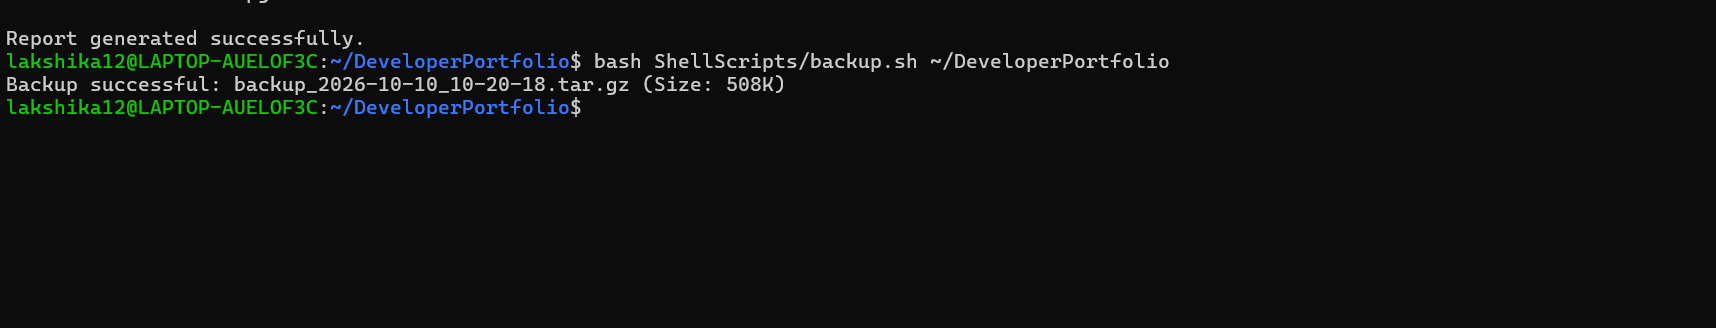 Report generated successfully.
lakshika12@LAPTOP-AUELOF3C:~/DeveloperPortfolio$ bash ShellScripts/backup.sh ~/DeveloperPortfolio
Backup successful: backup_2026-10-10_10-20-18.tar.gz (Size: 508K)
lakshika12@LAPTOP-AUELOF3C:~/DeveloperPortfolio$